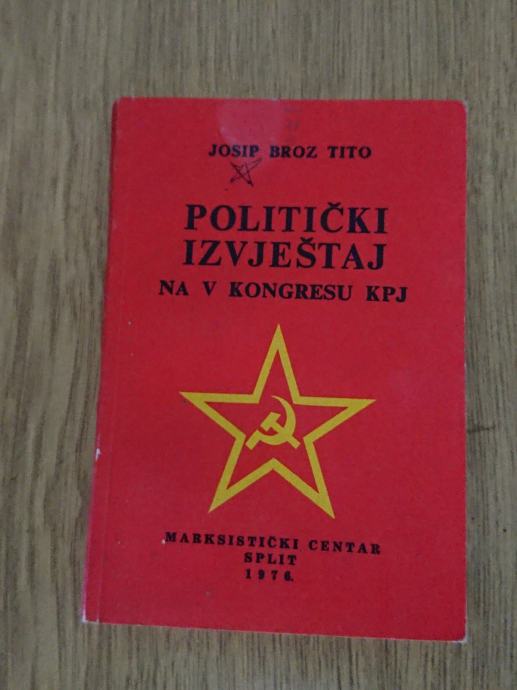 JOSIP BROZ TITO
POLITIČKI
IZVJEŠTAJ
NA V KONGRESU KPJ
MARKSISTIČKI CENTAR
SPLIT
1976.